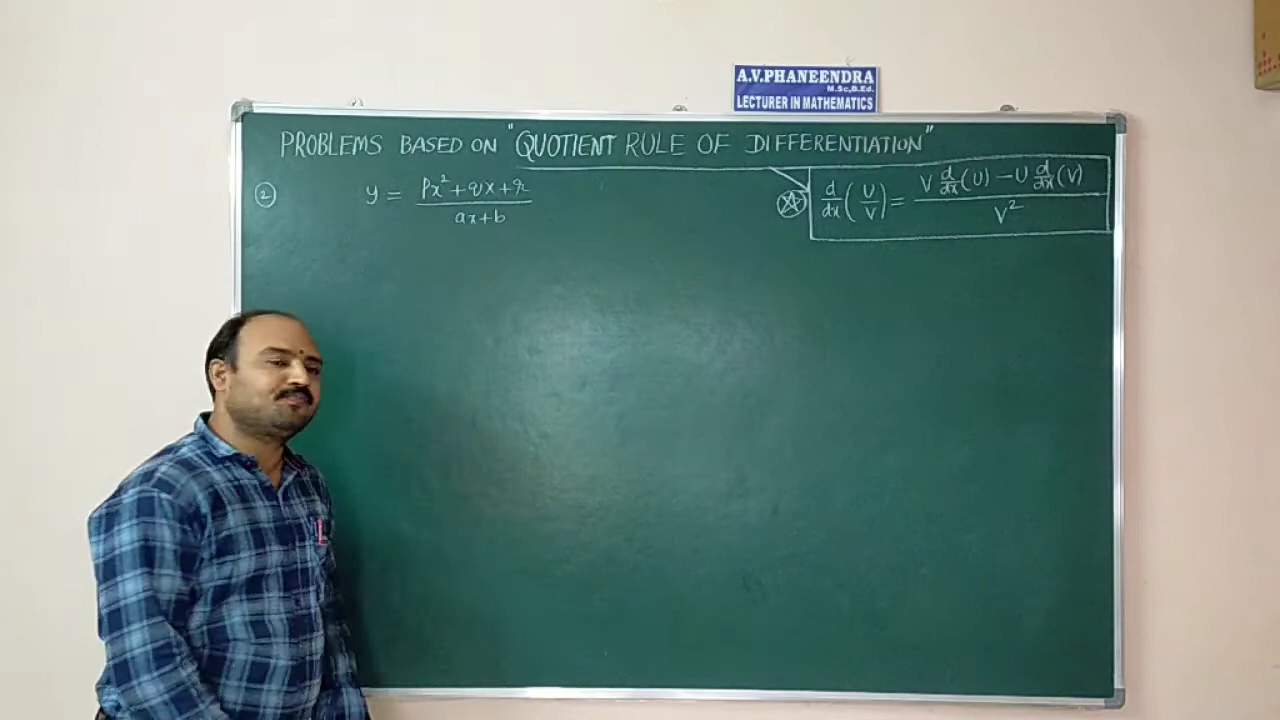 A.V.PHANEENDRA
M.Sc,B.Ed.
LECTURER IN MATHEMATICS
PROBLEMS BASED ON "QUOTIENT RULE OF DIFFERENTIATION"
② y = (px²+qx+r)/(ax+b)
d/dx (U/V) = (V d/dx (U) − U d/dx (V))/V²